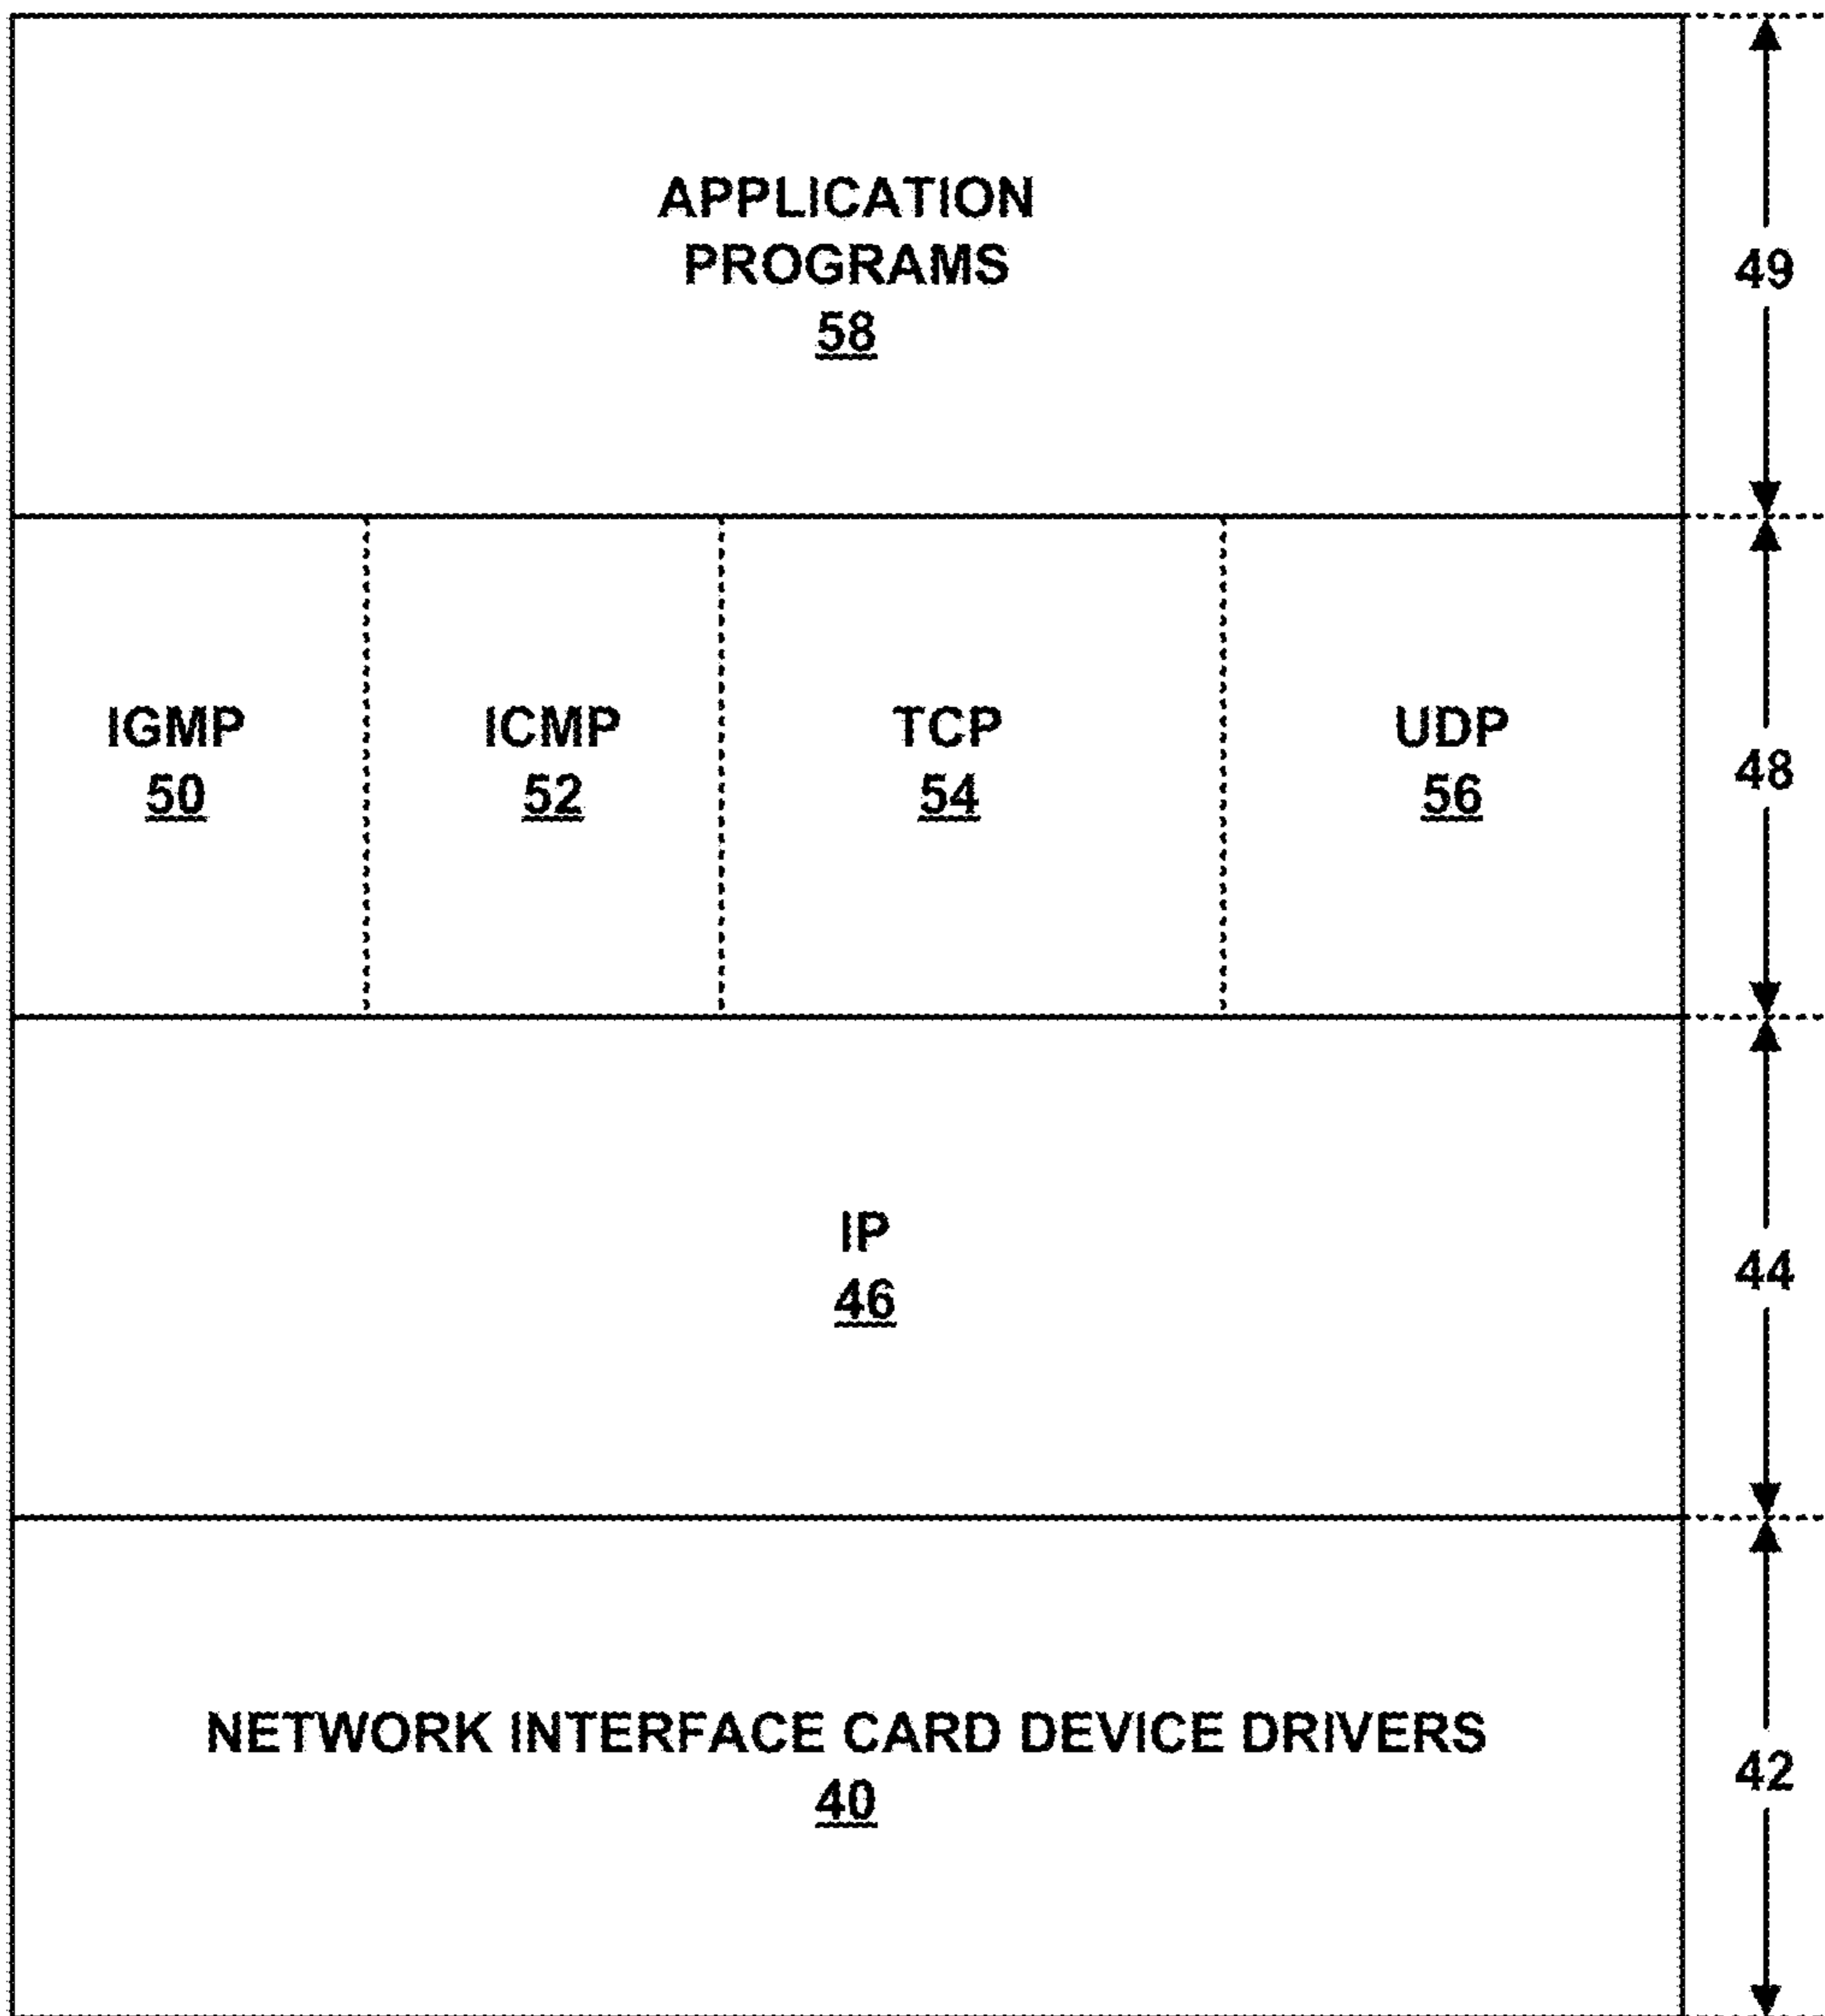 APPLICATION
PROGRAMS
58
49
IGMP
50
ICMP
52
TCP
54
UDP
56
48
IP
46
44
NETWORK INTERFACE CARD DEVICE DRIVERS
40
42